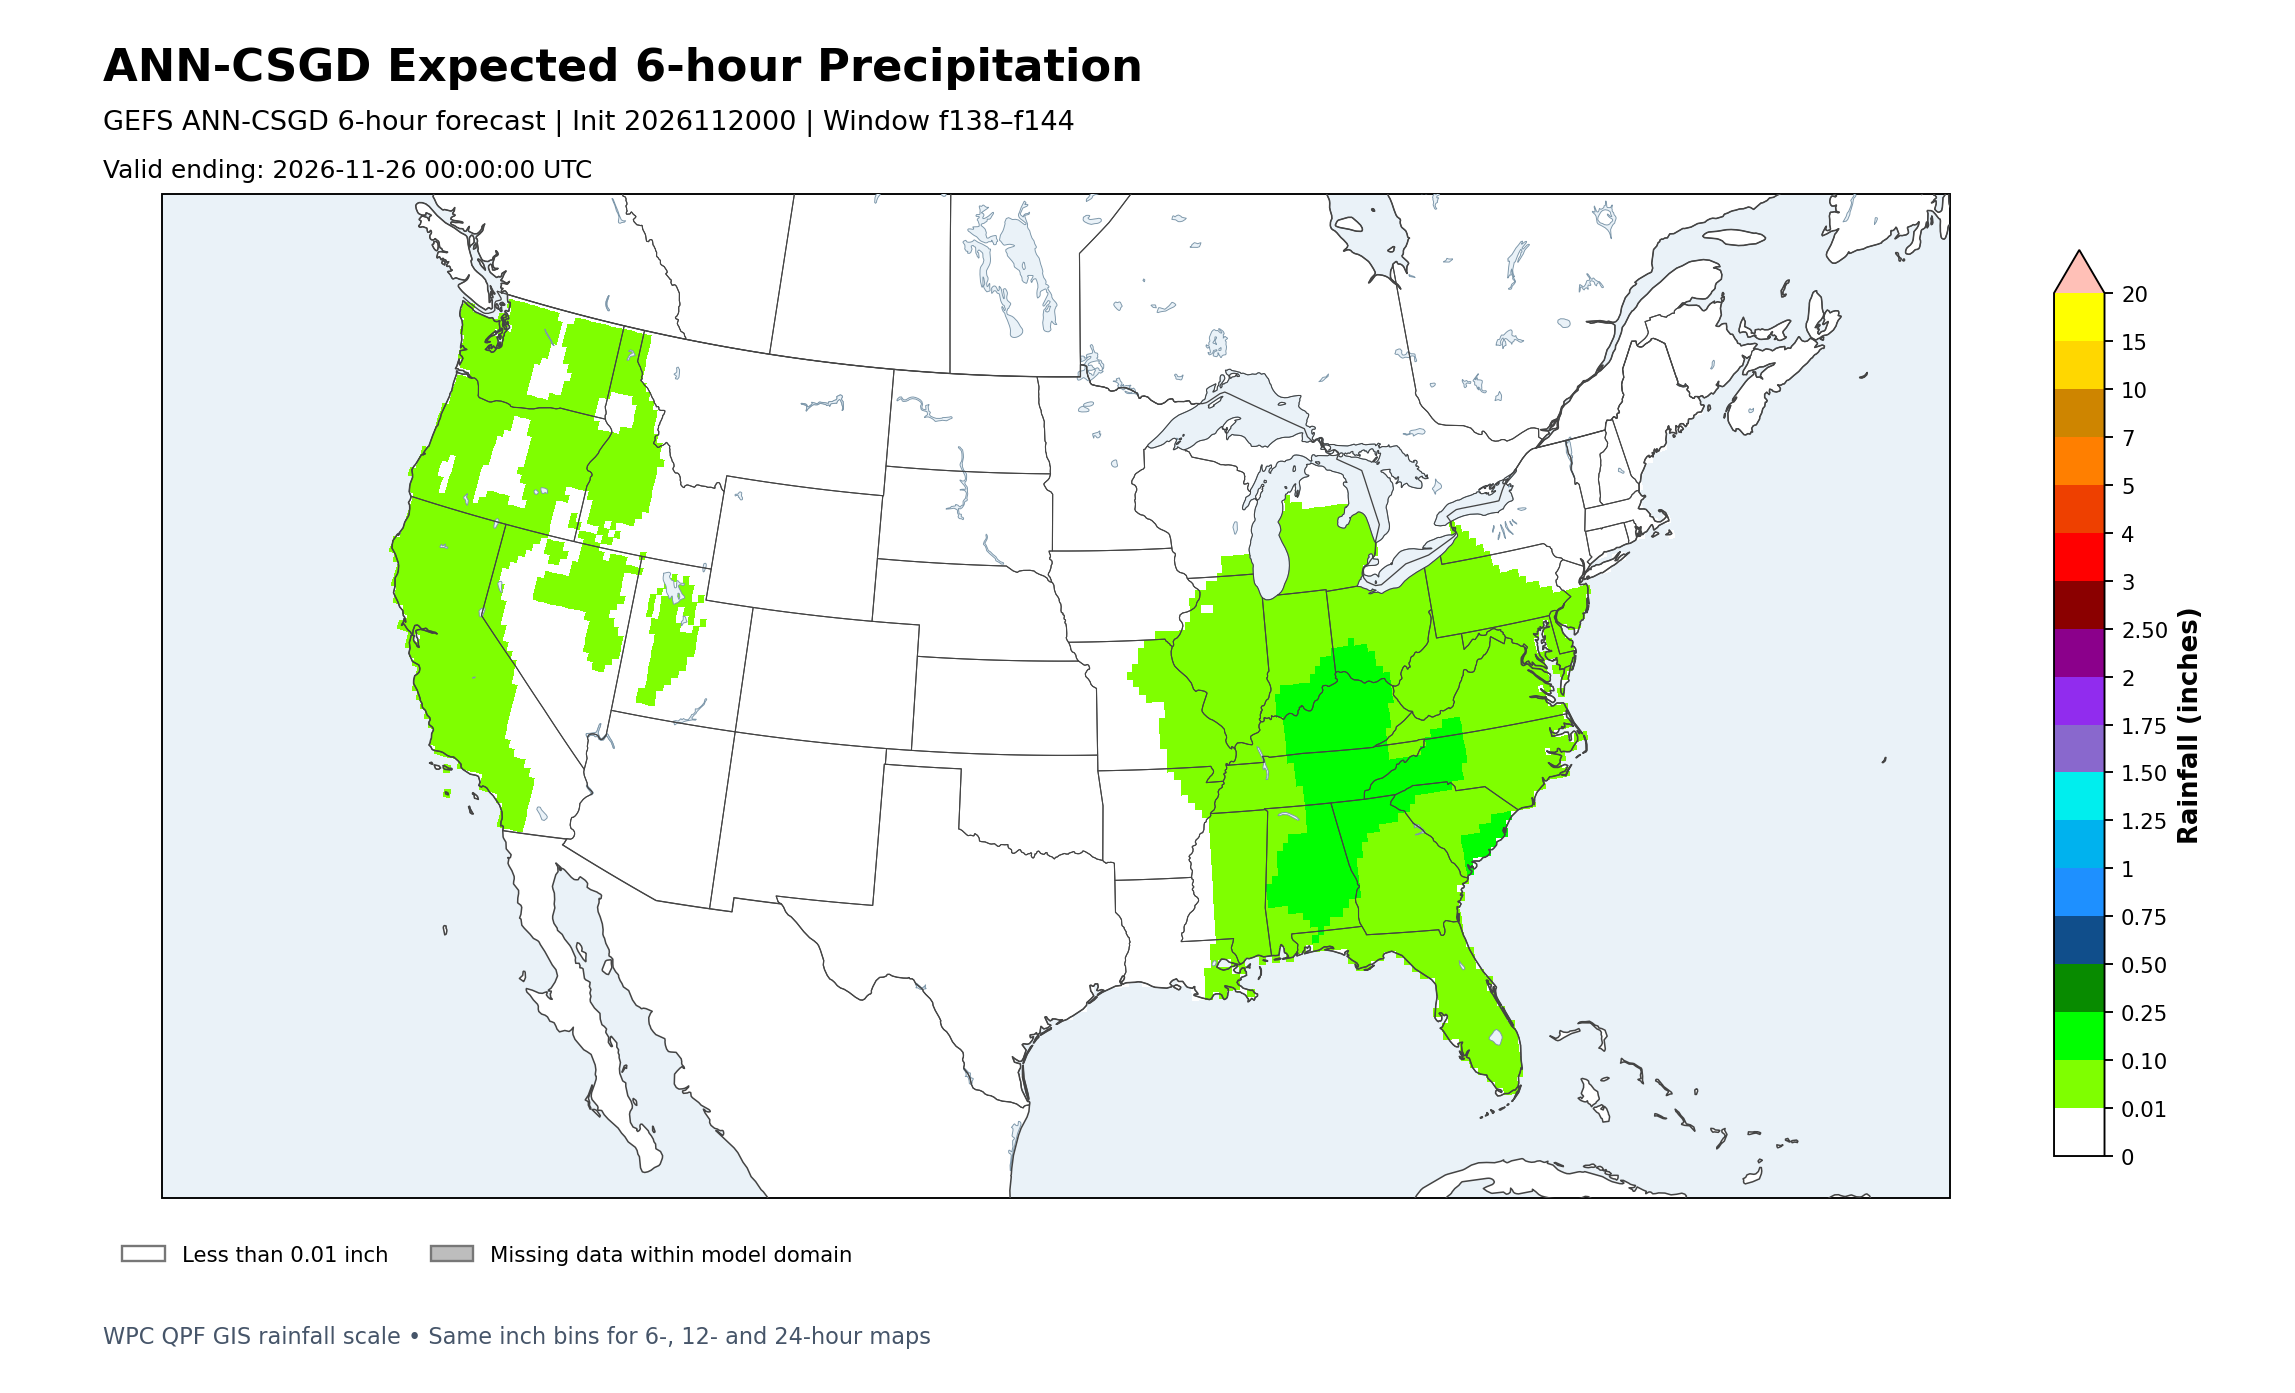 ANN-CSGD Expected 6-hour Precipitation
GEFS ANN-CSGD 6-hour forecast | Init 2026112000 | Window f138–f144
Valid ending: 2026-11-26 00:00:00 UTC
20
15
10
7
5
4
3
2.50
2
1.75
1.50
1.25
1
0.75
0.50
0.25
0.10
0.01
0
Rainfall (inches)
Less than 0.01 inch
Missing data within model domain
WPC QPF GIS rainfall scale • Same inch bins for 6-, 12- and 24-hour maps